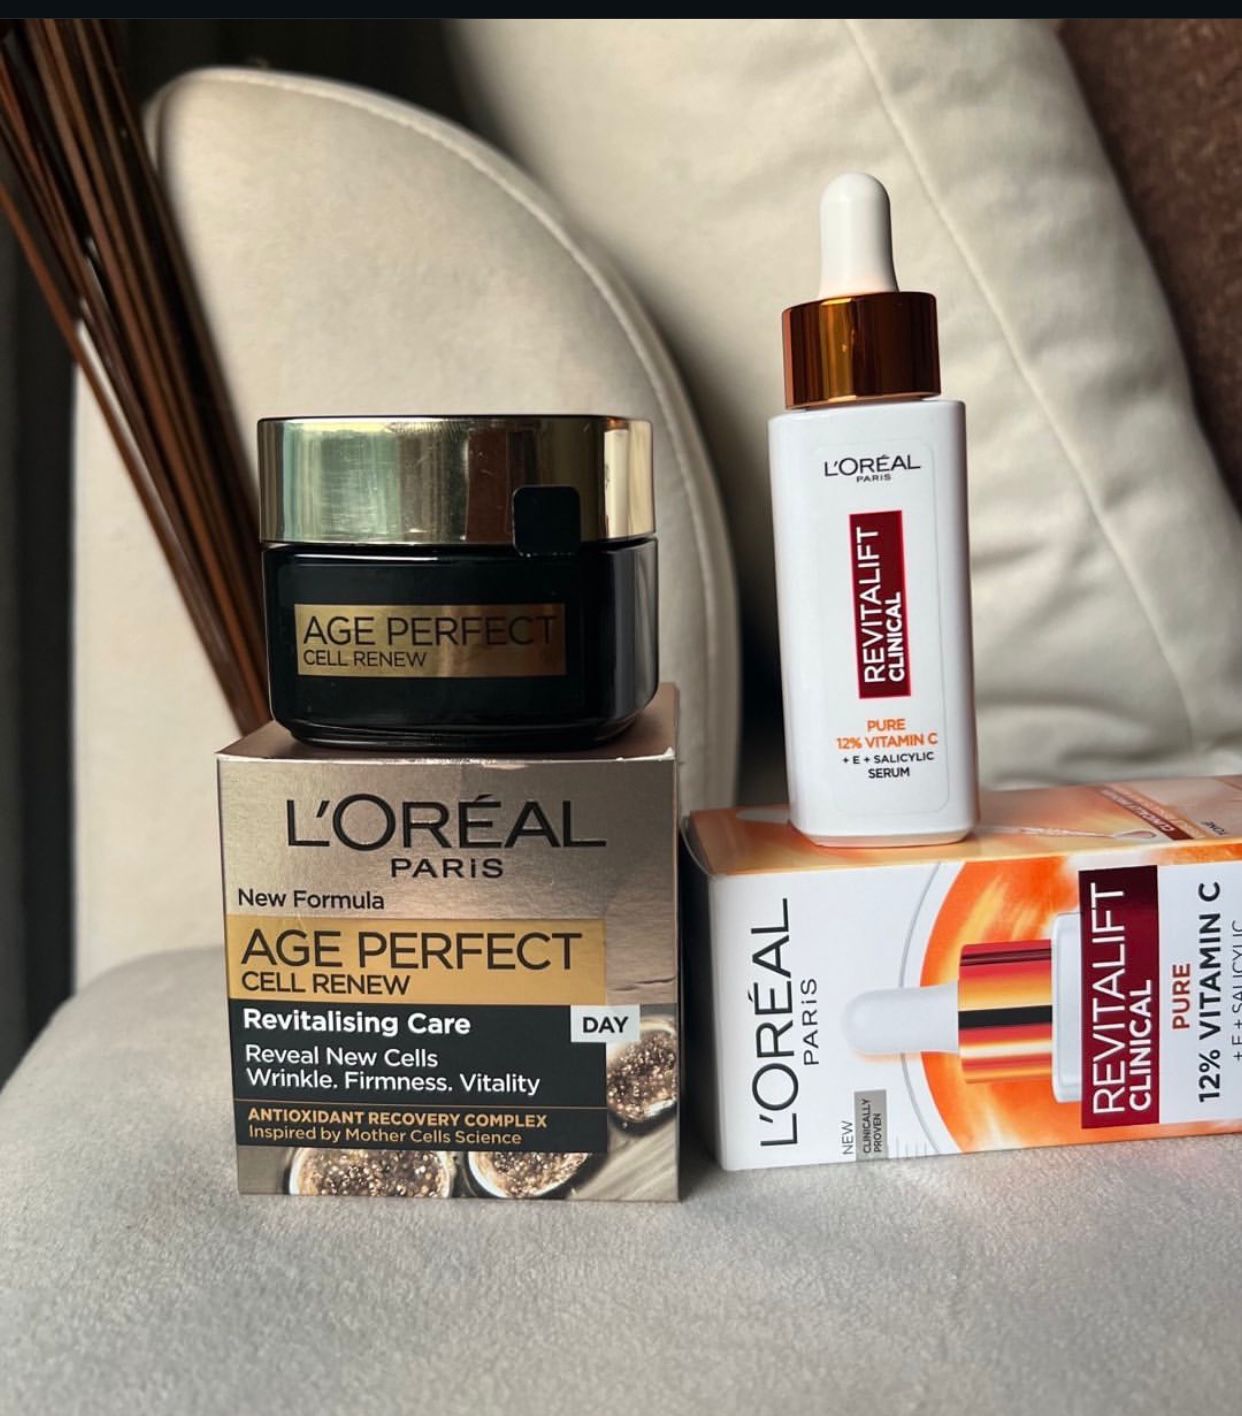 AGE PERFECT
CELL RENEW
L'ORÉAL
PARiS
New Formula
AGE PERFECT
CELL RENEW
Revitalising Care
DAY
Reveal New Cells
Wrinkle. Firmness. Vitality
ANTIOXIDANT RECOVERY COMPLEX
Inspired by Mother Cells Science
L'ORÉAL
PARiS
REVITALIFT
CLINICAL
PURE
12% VITAMIN C
+ E + SALICYLIC
SERUM
L'ORÉAL
PARiS
NEW
CLINICALLY
PROVEN
REVITALIFT
CLINICAL
PURE
12% VITAMIN C
+ E + SALICYLIC